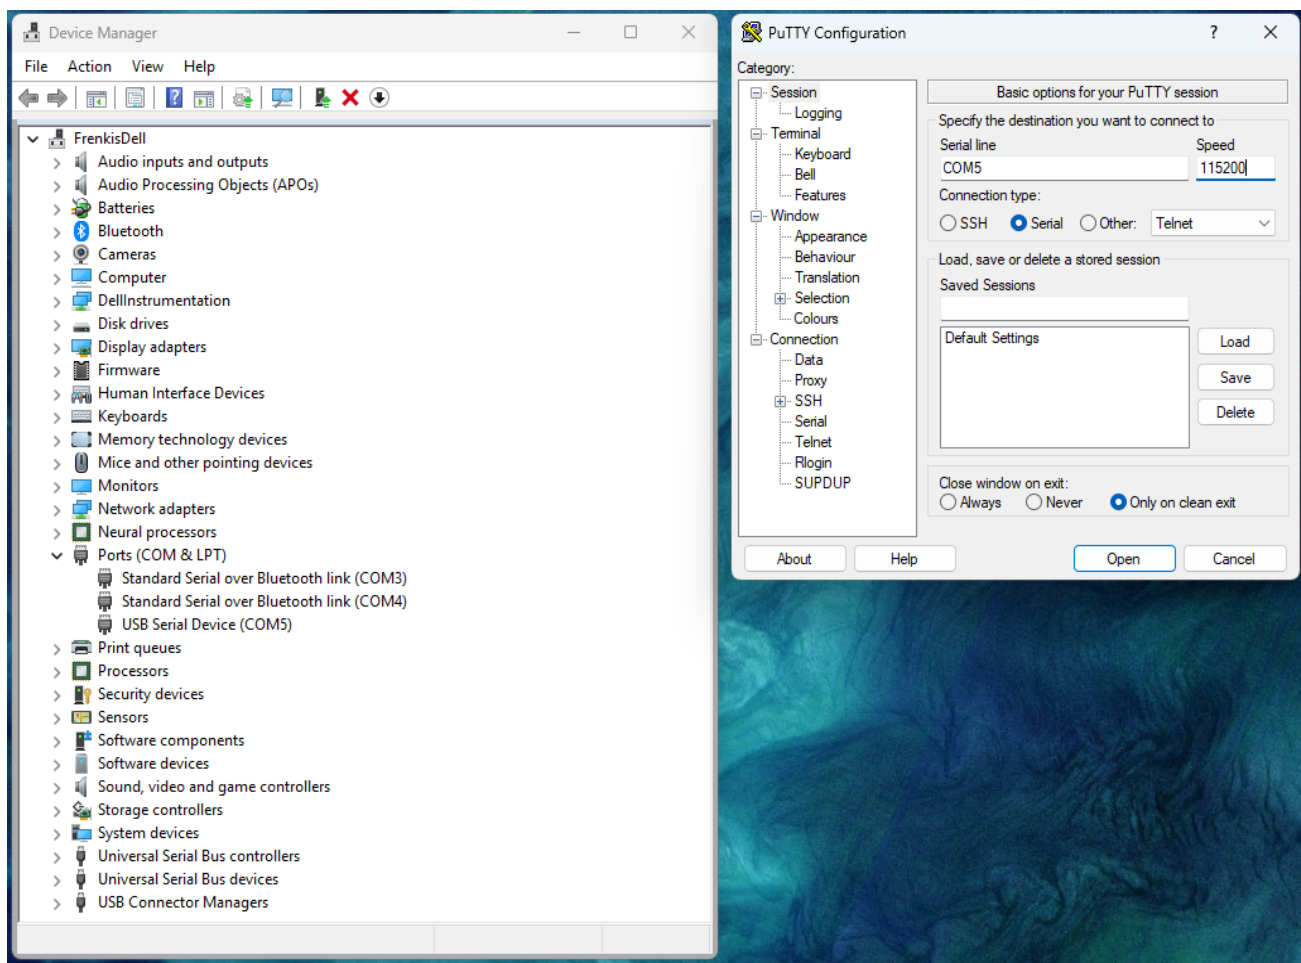 Device Manager
File Action View Help
FrenkisDell
Audio inputs and outputs
Audio Processing Objects (APOs)
Batteries
Bluetooth
Cameras
Computer
DellInstrumentation
Disk drives
Display adapters
Firmware
Human Interface Devices
Keyboards
Memory technology devices
Mice and other pointing devices
Monitors
Network adapters
Neural processors
Ports (COM & LPT)
Standard Serial over Bluetooth link (COM3)
Standard Serial over Bluetooth link (COM4)
USB Serial Device (COM5)
Print queues
Processors
Security devices
Sensors
Software components
Software devices
Sound, video and game controllers
Storage controllers
System devices
Universal Serial Bus controllers
Universal Serial Bus devices
USB Connector Managers
PuTTY Configuration
Category:
Session
Logging
Terminal
Keyboard
Bell
Features
Window
Appearance
Behaviour
Translation
Selection
Colours
Connection
Data
Proxy
SSH
Serial
Telnet
Rlogin
SUPDUP
Basic options for your PuTTY session
Specify the destination you want to connect to
Serial line Speed
COM5 115200
Connection type:
SSH Serial Other: Telnet
Load, save or delete a stored session
Saved Sessions
Default Settings
Load
Save
Delete
Close window on exit:
Always Never Only on clean exit
About Help Open Cancel